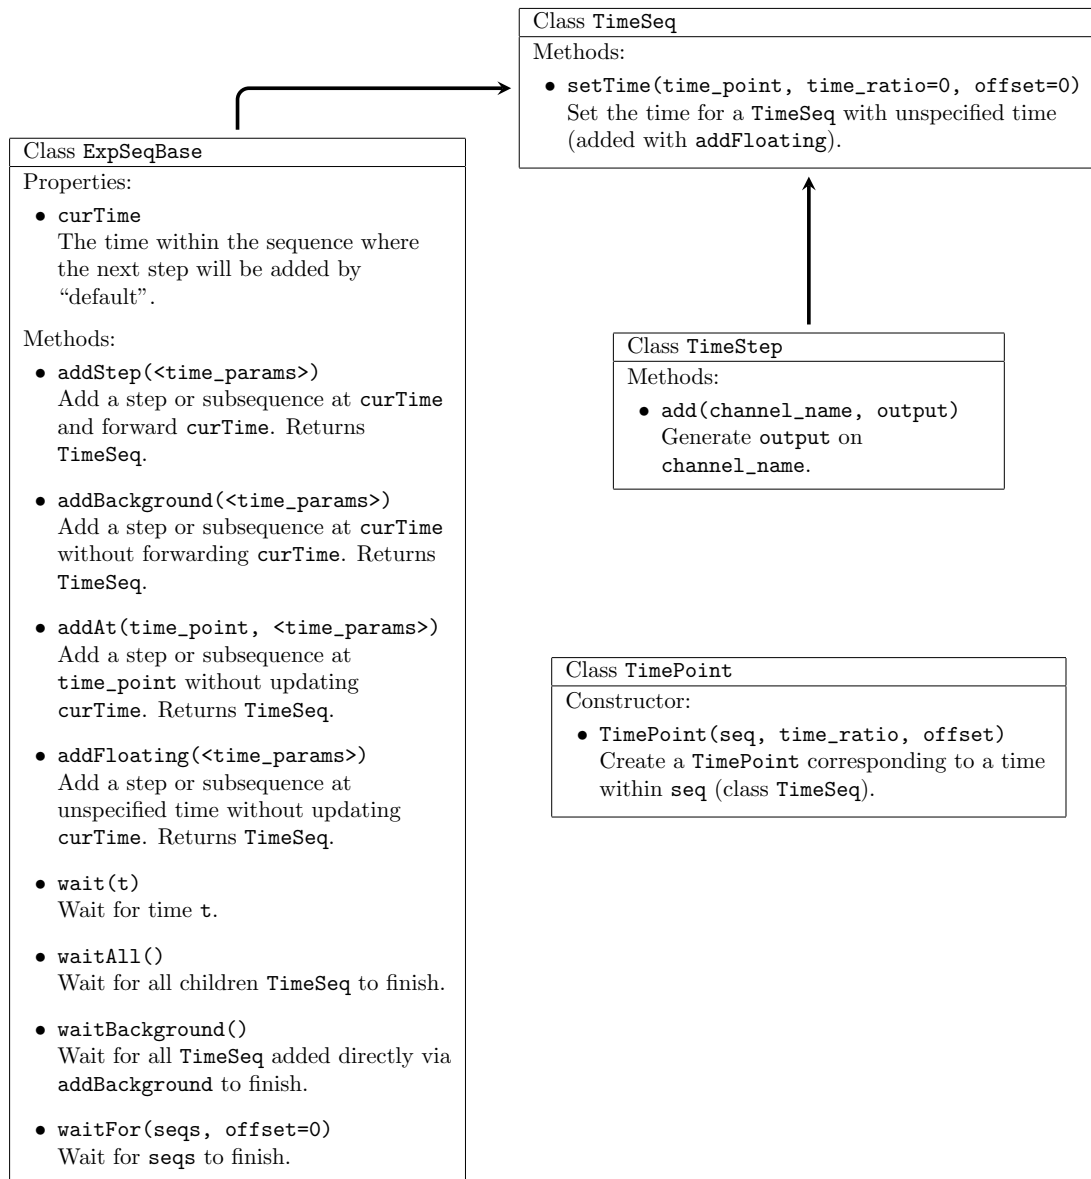 Class TimeSeq
Methods:
• setTime(time_point, time_ratio=0, offset=0)
Set the time for a TimeSeq with unspecified time
(added with addFloating).
Class ExpSeqBase
Properties:
• curTime
The time within the sequence where
the next step will be added by
“default”.
Methods:
• addStep(<time_params>)
Add a step or subsequence at curTime
and forward curTime. Returns
TimeSeq.
• addBackground(<time_params>)
Add a step or subsequence at curTime
without forwarding curTime. Returns
TimeSeq.
• addAt(time_point, <time_params>)
Add a step or subsequence at
time_point without updating
curTime. Returns TimeSeq.
• addFloating(<time_params>)
Add a step or subsequence at
unspecified time without updating
curTime. Returns TimeSeq.
• wait(t)
Wait for time t.
• waitAll()
Wait for all children TimeSeq to finish.
• waitBackground()
Wait for all TimeSeq added directly via
addBackground to finish.
• waitFor(seqs, offset=0)
Wait for seqs to finish.
Class TimeStep
Methods:
• add(channel_name, output)
Generate output on
channel_name.
Class TimePoint
Constructor:
• TimePoint(seq, time_ratio, offset)
Create a TimePoint corresponding to a time
within seq (class TimeSeq).